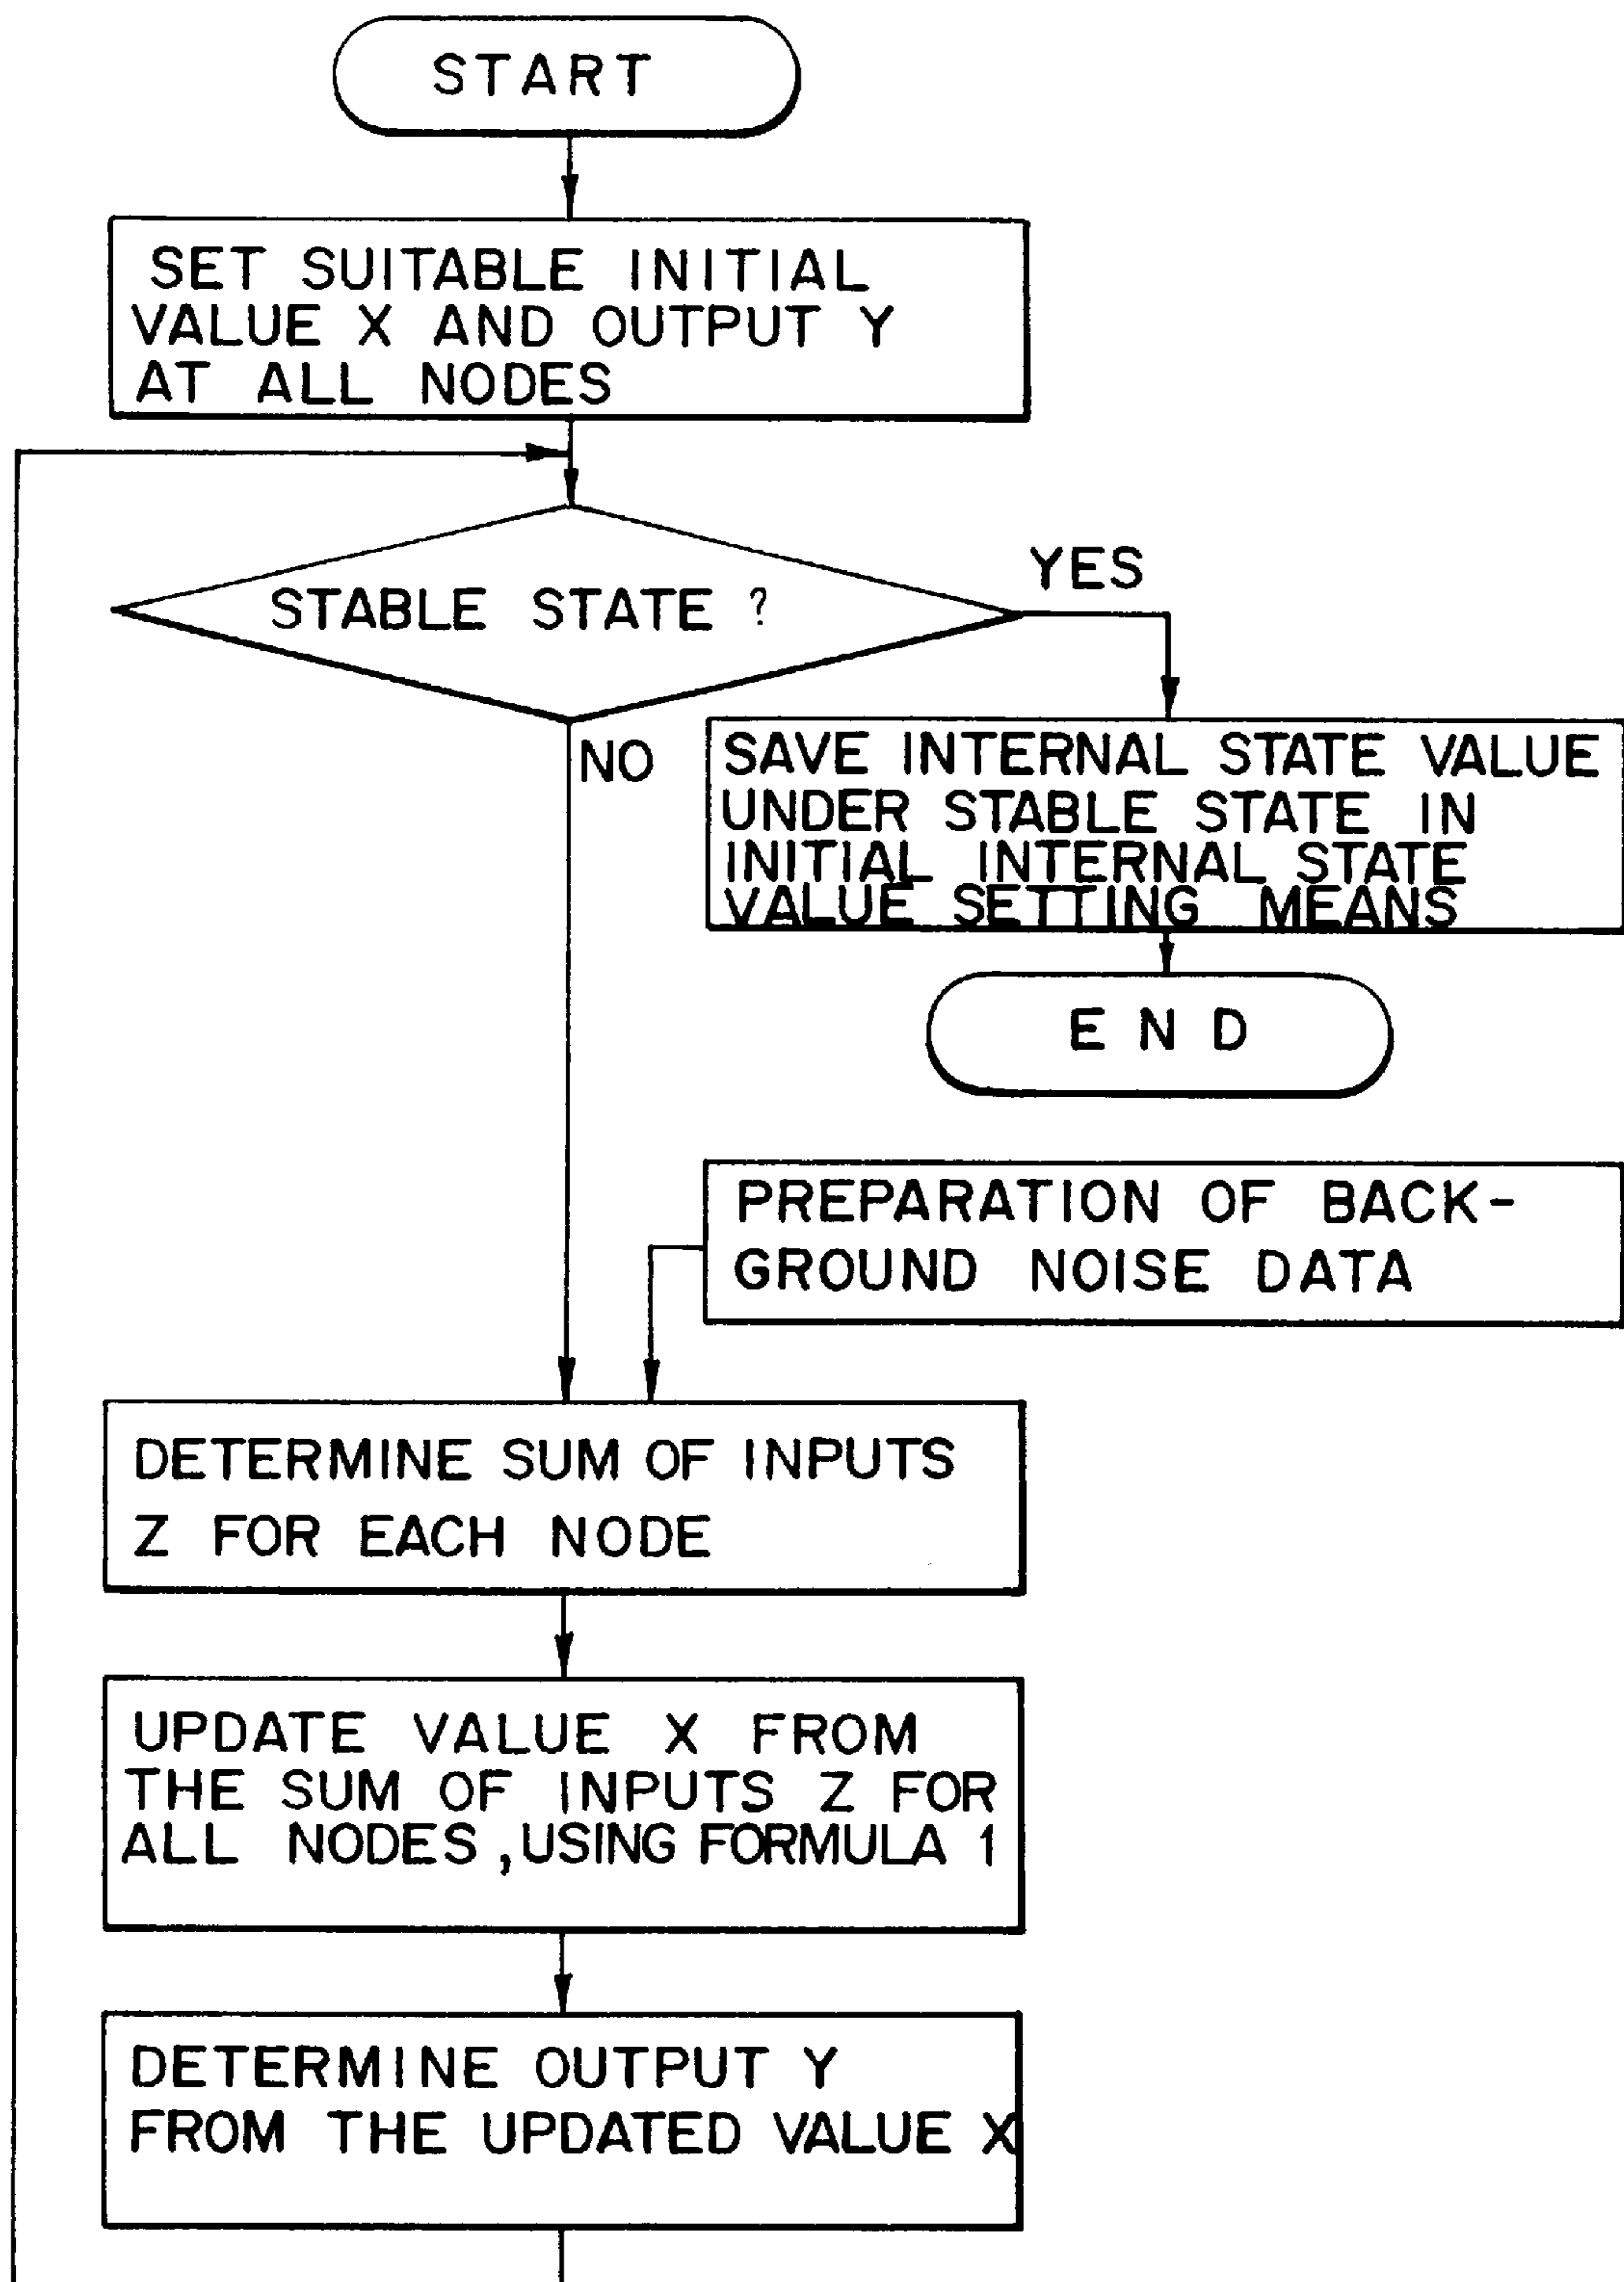 START
SET SUITABLE INITIAL
VALUE X AND OUTPUT Y
AT ALL NODES
STABLE STATE ?
YES
NO
SAVE INTERNAL STATE VALUE
UNDER STABLE STATE IN
INITIAL INTERNAL STATE
VALUE SETTING MEANS
END
PREPARATION OF BACK-
GROUND NOISE DATA
DETERMINE SUM OF INPUTS
Z FOR EACH NODE
UPDATE VALUE X FROM
THE SUM OF INPUTS Z FOR
ALL NODES, USING FORMULA 1
DETERMINE OUTPUT Y
FROM THE UPDATED VALUE X